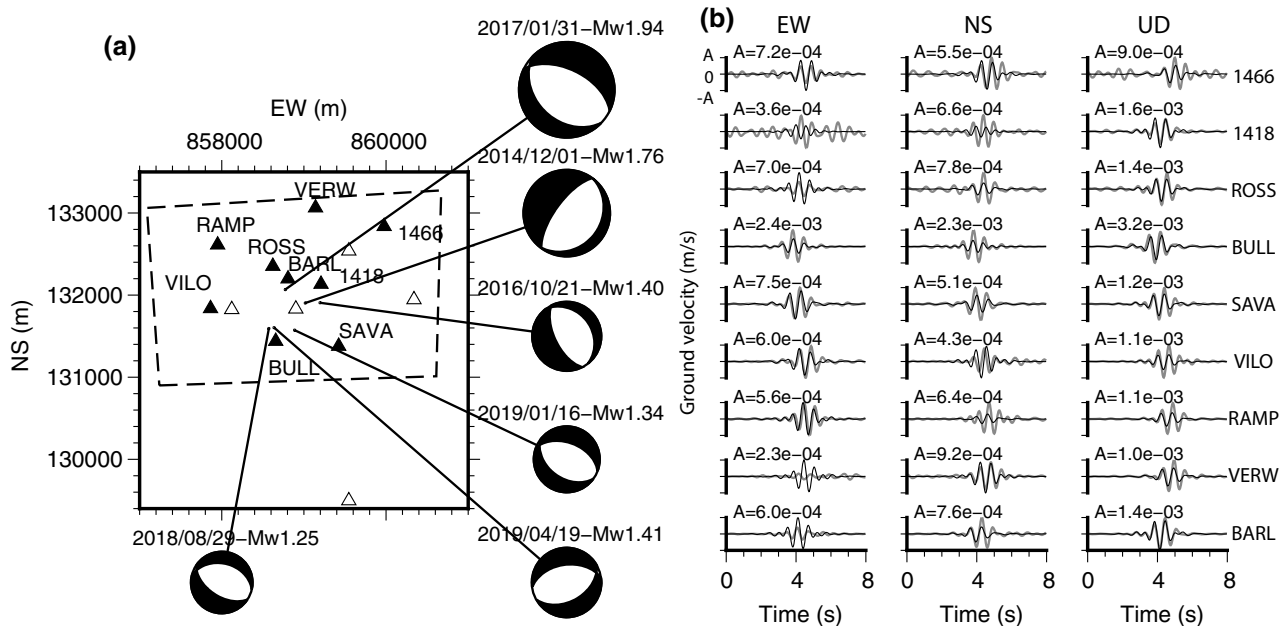 (a)
2017/01/31−Mw1.94
EW (m)
858000
860000
2014/12/01−Mw1.76
NS (m)
133000
132000
131000
130000
VERW
RAMP
1466
ROSS
BARL
1418
VILO
SAVA
BULL
2016/10/21−Mw1.40
2019/01/16−Mw1.34
2018/08/29−Mw1.25
2019/04/19−Mw1.41
(b)
EW
NS
UD
Ground velocity (m/s)
A
0
-A
A=7.2e−04
A=5.5e−04
A=9.0e−04
1466
A=3.6e−04
A=6.6e−04
A=1.6e−03
1418
A=7.0e−04
A=7.8e−04
A=1.4e−03
ROSS
A=2.4e−03
A=2.3e−03
A=3.2e−03
BULL
A=7.5e−04
A=5.1e−04
A=1.2e−03
SAVA
A=6.0e−04
A=4.3e−04
A=1.1e−03
VILO
A=5.6e−04
A=6.4e−04
A=1.1e−03
RAMP
A=2.3e−04
A=9.2e−04
A=1.0e−03
VERW
A=6.0e−04
A=7.6e−04
A=1.4e−03
BARL
0 4 8
0 4 8
0 4 8
Time (s)
Time (s)
Time (s)